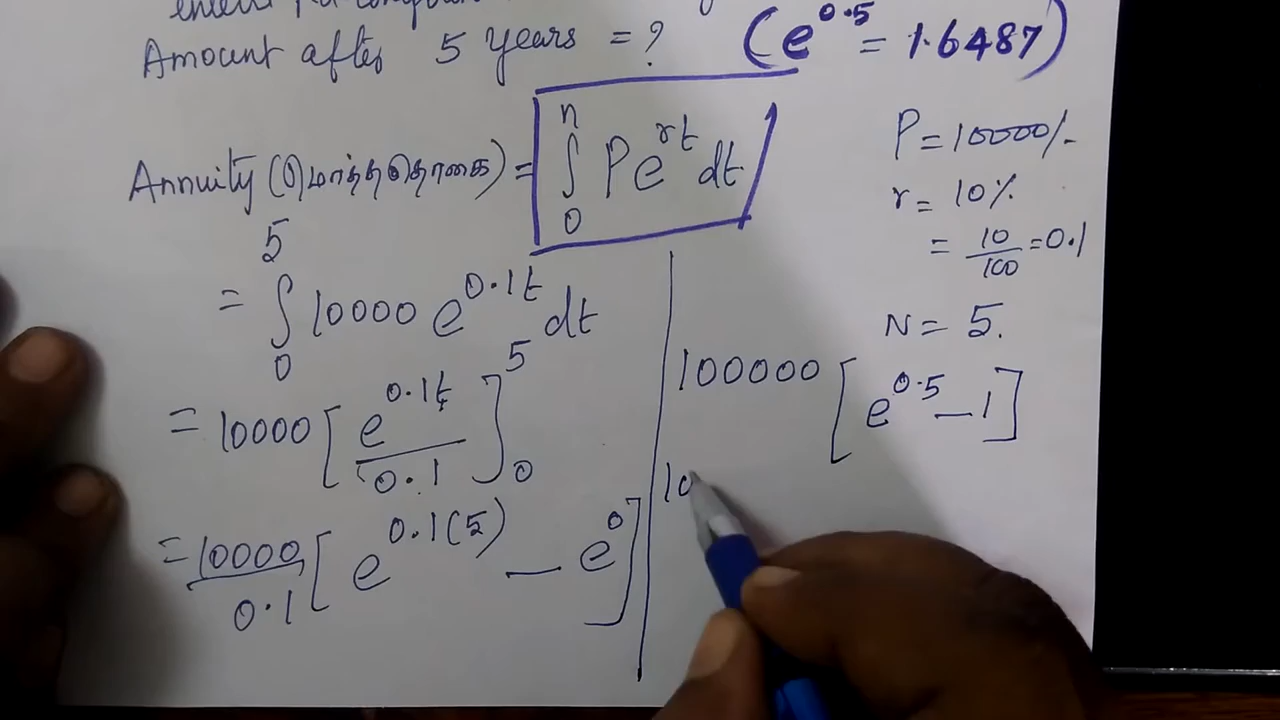 Amount after 5 years = ? (e^0.5 = 1.6487)
Annuity (மொத்ததொகை) = ∫₀ⁿ P e^rt dt
P = 10000/-
r = 10%
= 10/100 = 0.1
N = 5.
= ∫₀⁵ 10000 e^0.1t dt
= 10000 [e^0.1t / 0.1]₀⁵
= 10000/0.1 [e^0.1(5) — e^0]
100000 [e^0.5 — 1]
10